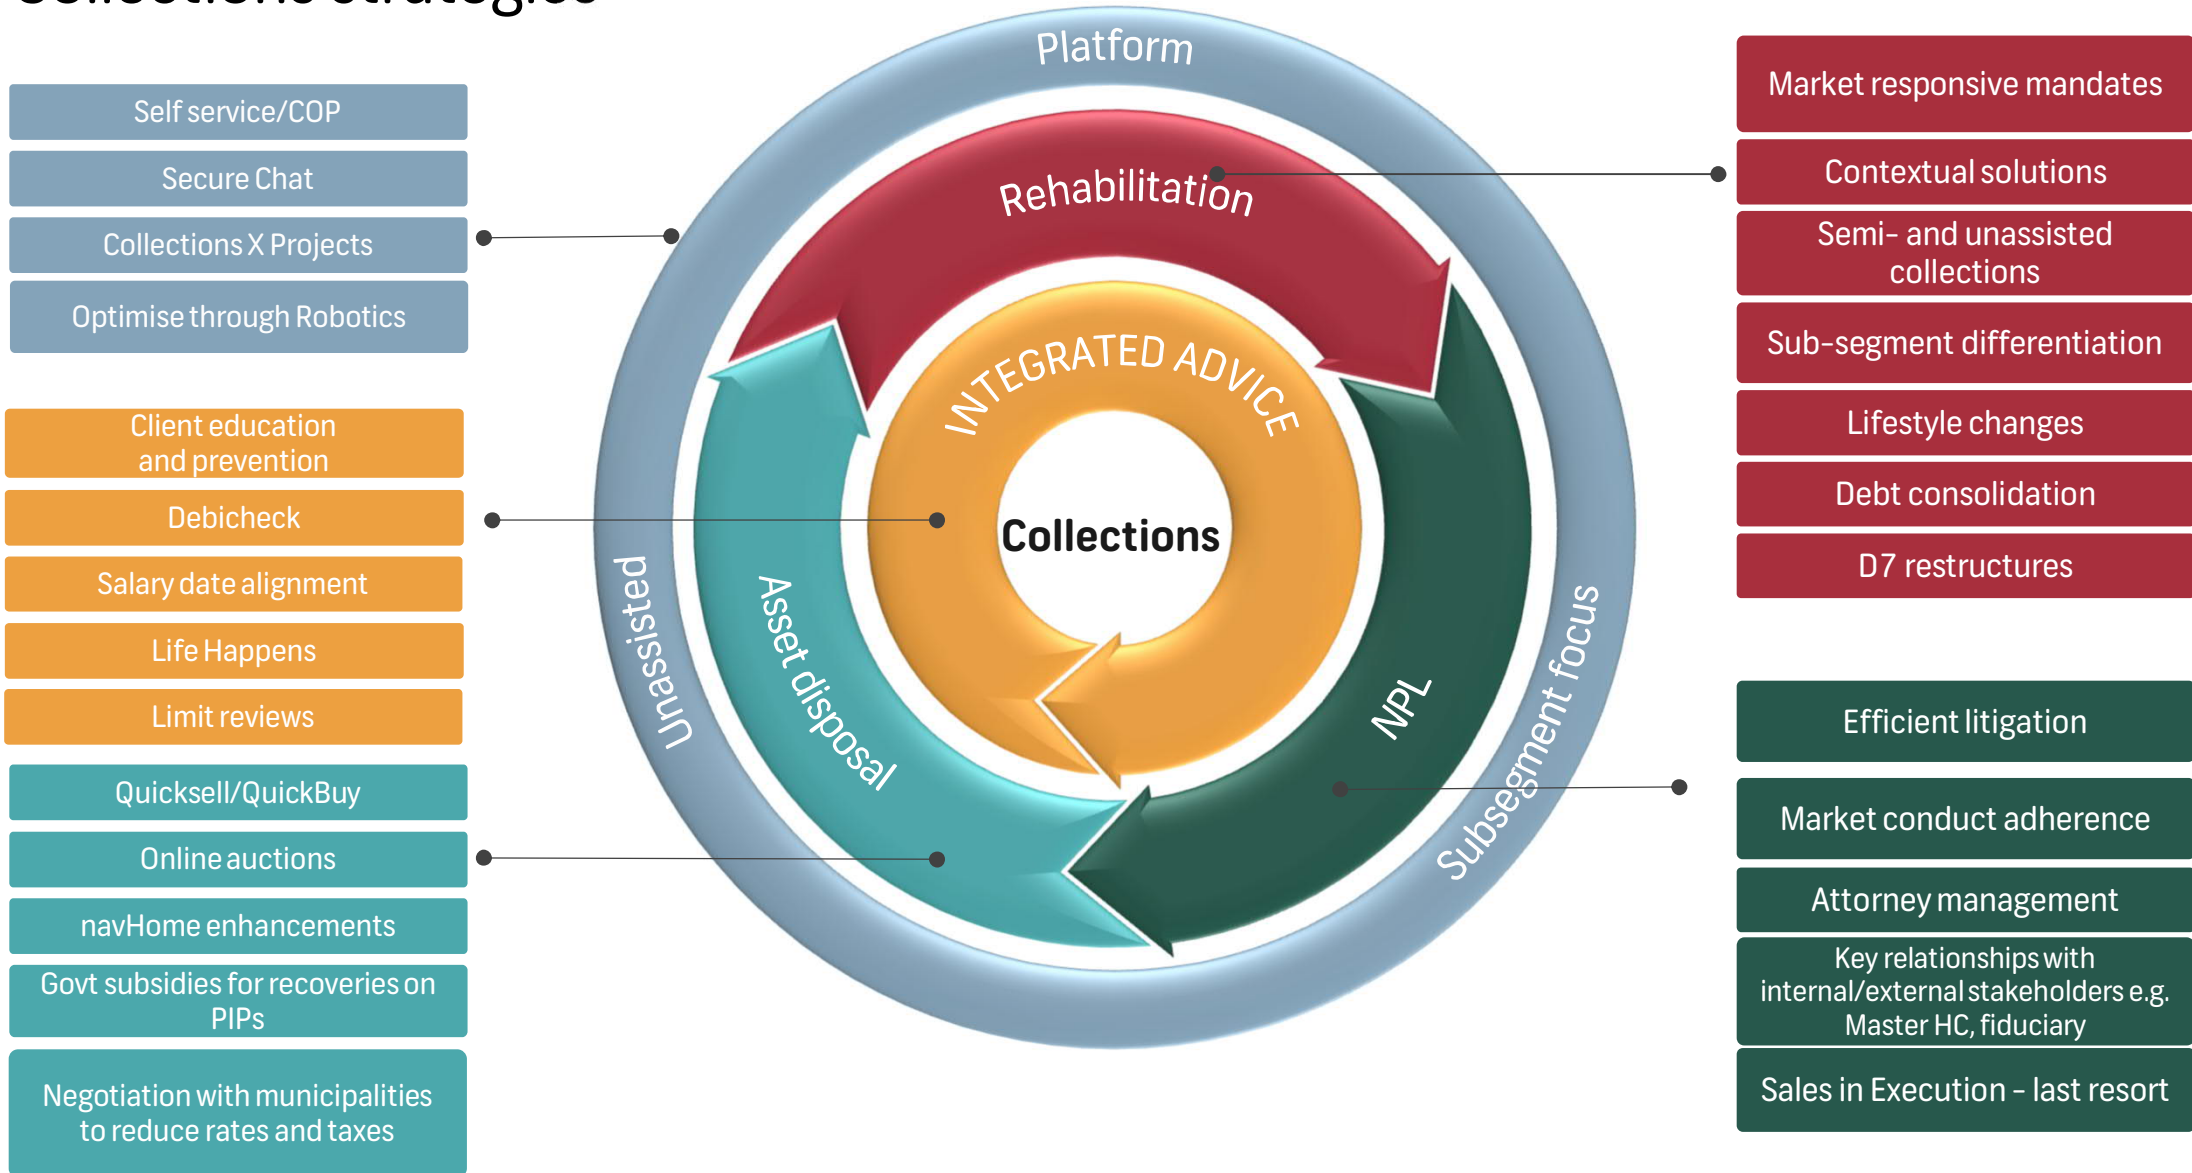 Collections strategies
Self service/COP
Secure Chat
Collections X Projects
Optimise through Robotics
Client education
and prevention
Debicheck
Salary date alignment
Life Happens
Limit reviews
Quicksell/QuickBuy
Online auctions
navHome enhancements
Govt subsidies for recoveries on
PIPs
Negotiation with municipalities
to reduce rates and taxes
Platform
Rehabilitation
INTEGRATED ADVICE
Collections
Unassisted
Asset disposal
NPL
Subsegment focus
Market responsive mandates
Contextual solutions
Semi- and unassisted
collections
Sub-segment differentiation
Lifestyle changes
Debt consolidation
D7 restructures
Efficient litigation
Market conduct adherence
Attorney management
Key relationships with
internal/external stakeholders e.g.
Master HC, fiduciary
Sales in Execution - last resort